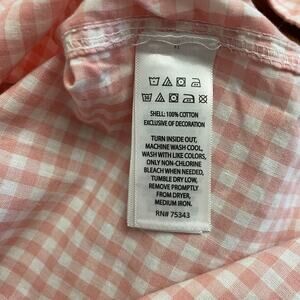 SHELL: 100% COTTON
EXCLUSIVE OF DECORATION
TURN INSIDE OUT,
MACHINE WASH COOL,
WASH WITH LIKE COLORS,
ONLY NON-CHLORINE
BLEACH WHEN NEEDED,
TUMBLE DRY LOW,
REMOVE PROMPTLY
FROM DRYER,
MEDIUM IRON.
RN# 75343